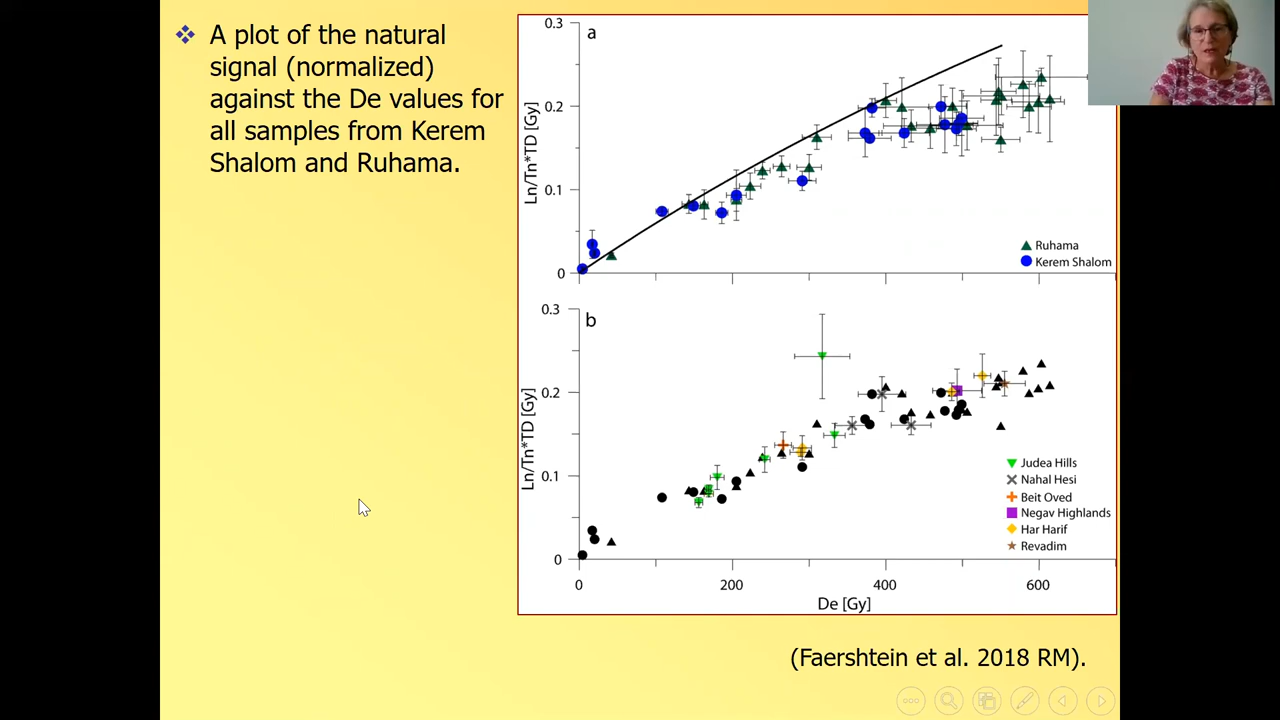 ❖ A plot of the natural
signal (normalized)
against the De values for
all samples from Kerem
Shalom and Ruhama.
a
0.3
0.2
0.1
0
Ln/Tn*TD [Gy]
Ruhama
Kerem Shalom
b
0.3
0.2
0.1
0
Ln/Tn*TD [Gy]
Judea Hills
Nahal Hesi
Beit Oved
Negav Highlands
Har Harif
Revadim
0 200 400 600
De [Gy]
(Faershtein et al. 2018 RM).